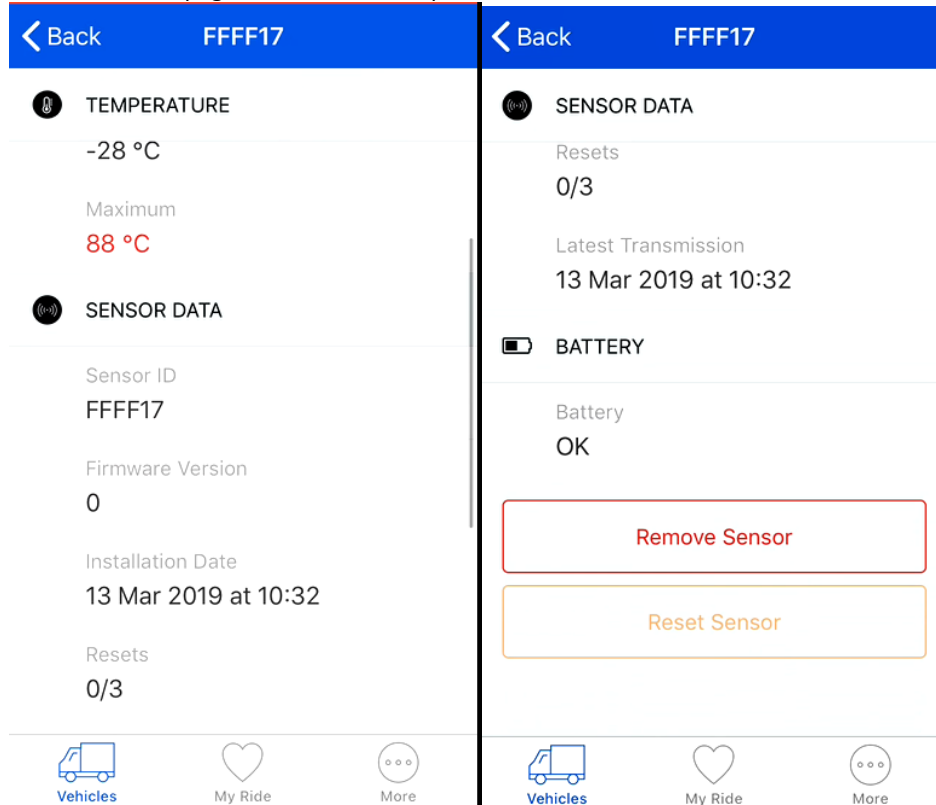 Back
FFFF17
TEMPERATURE
-28 °C
Maximum
88 °C
SENSOR DATA
Sensor ID
FFFF17
Firmware Version
0
Installation Date
13 Mar 2019 at 10:32
Resets
0/3
Vehicles
My Ride
More
Back
FFFF17
SENSOR DATA
Resets
0/3
Latest Transmission
13 Mar 2019 at 10:32
BATTERY
Battery
OK
Remove Sensor
Reset Sensor
Vehicles
My Ride
More